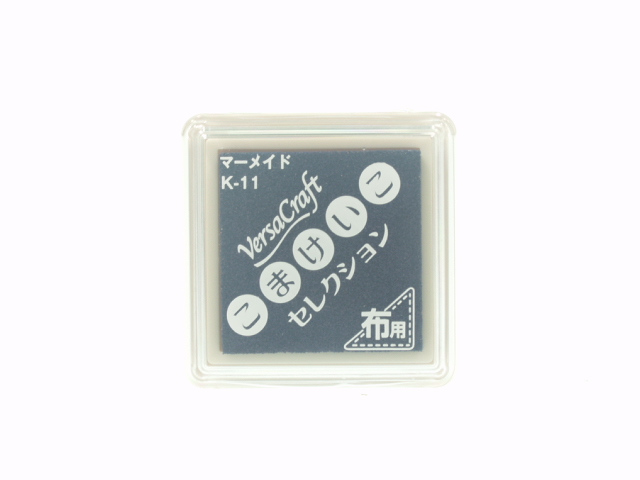 マーメイド
K-11
VersaCraft
こまけいこ
セレクション
布用